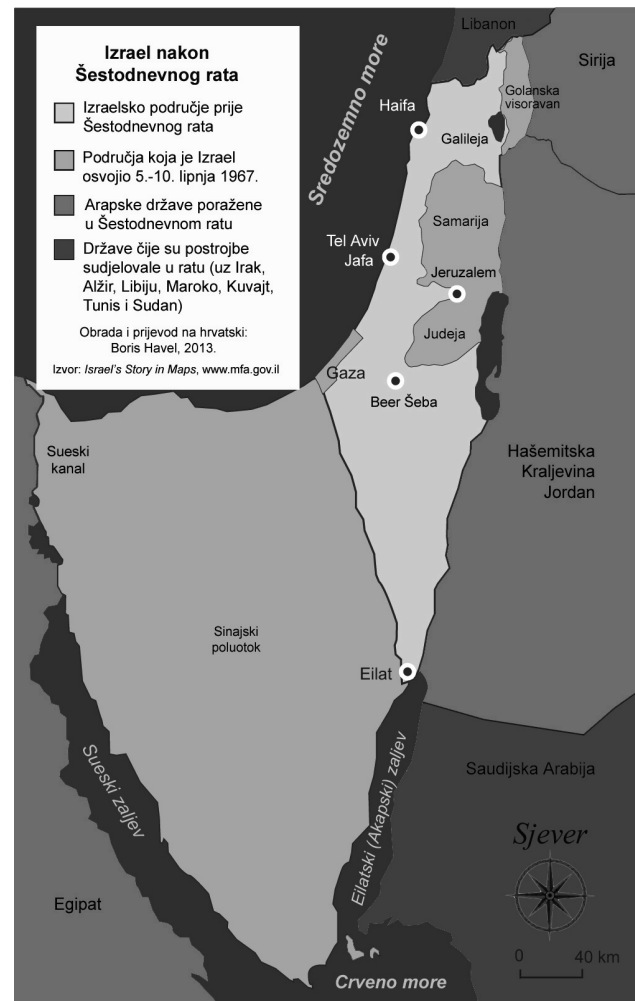 Izrael nakon
Šestodnevnog rata
Izraelsko područje prije
Šestodnevnog rata
Područja koja je Izrael
osvojio 5.-10. lipnja 1967.
Arapske države poražene
u Šestodnevnom ratu
Države čije su postrojbe
sudjelovale u ratu (uz Irak,
Alžir, Libiju, Maroko, Kuvajt,
Tunis i Sudan)
Obrada i prijevod na hrvatski:
Boris Havel, 2013.
Izvor: Israel's Story in Maps, www.mfa.gov.il
Sredozemno more
Libanon
Sirija
Golanska
visoravan
Haifa
Galileja
Samarija
Tel Aviv
Jafa
Jeruzalem
Judeja
Gaza
Beer Šeba
Sueski
kanal
Hašemitska
Kraljevina
Jordan
Sinajski
poluotok
Eilat
Sueski zaljev
Eilatski (Akapski) zaljev
Saudijska Arabija
Sjever
Egipat
0 40 km
Crveno more